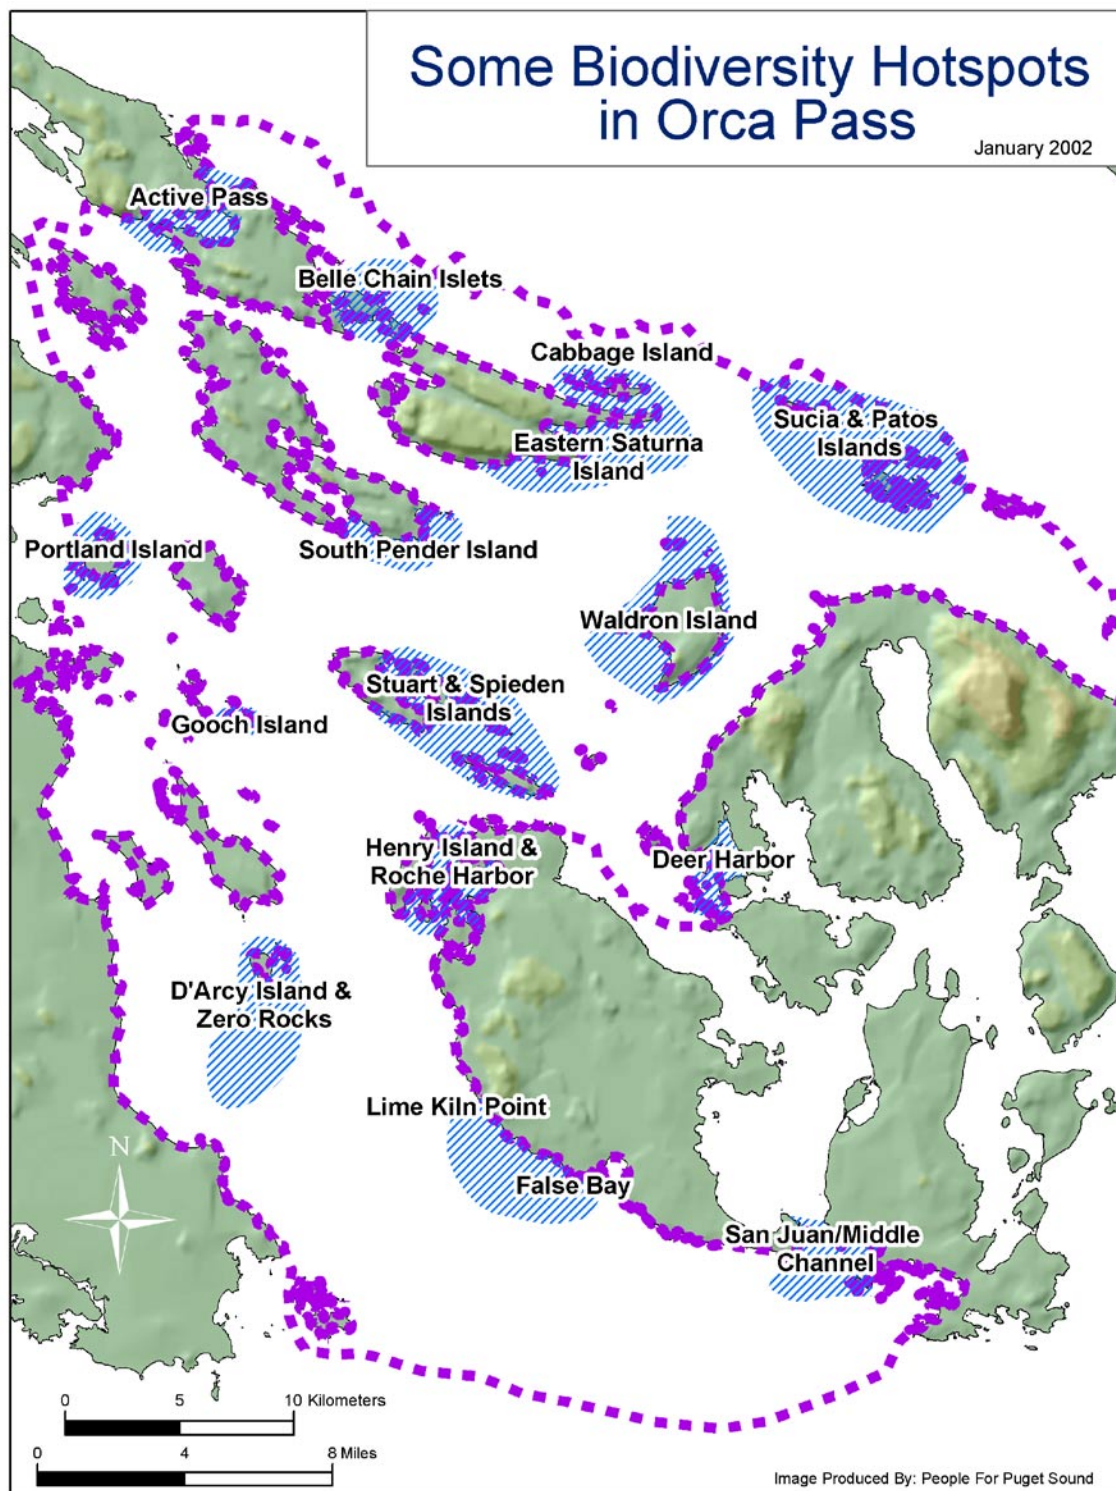 Some Biodiversity Hotspots
in Orca Pass
January 2002
Active Pass
Belle Chain Islets
Cabbage Island
Sucia & Patos
Islands
Eastern Saturna
Island
Portland Island
South Pender Island
Waldron Island
Stuart & Spieden
Islands
Gooch Island
Henry Island &
Roche Harbor
Deer Harbor
D'Arcy Island &
Zero Rocks
Lime Kiln Point
False Bay
San Juan/Middle
Channel
N
0 5 10 Kilometers
0 4 8 Miles
Image Produced By: People For Puget Sound